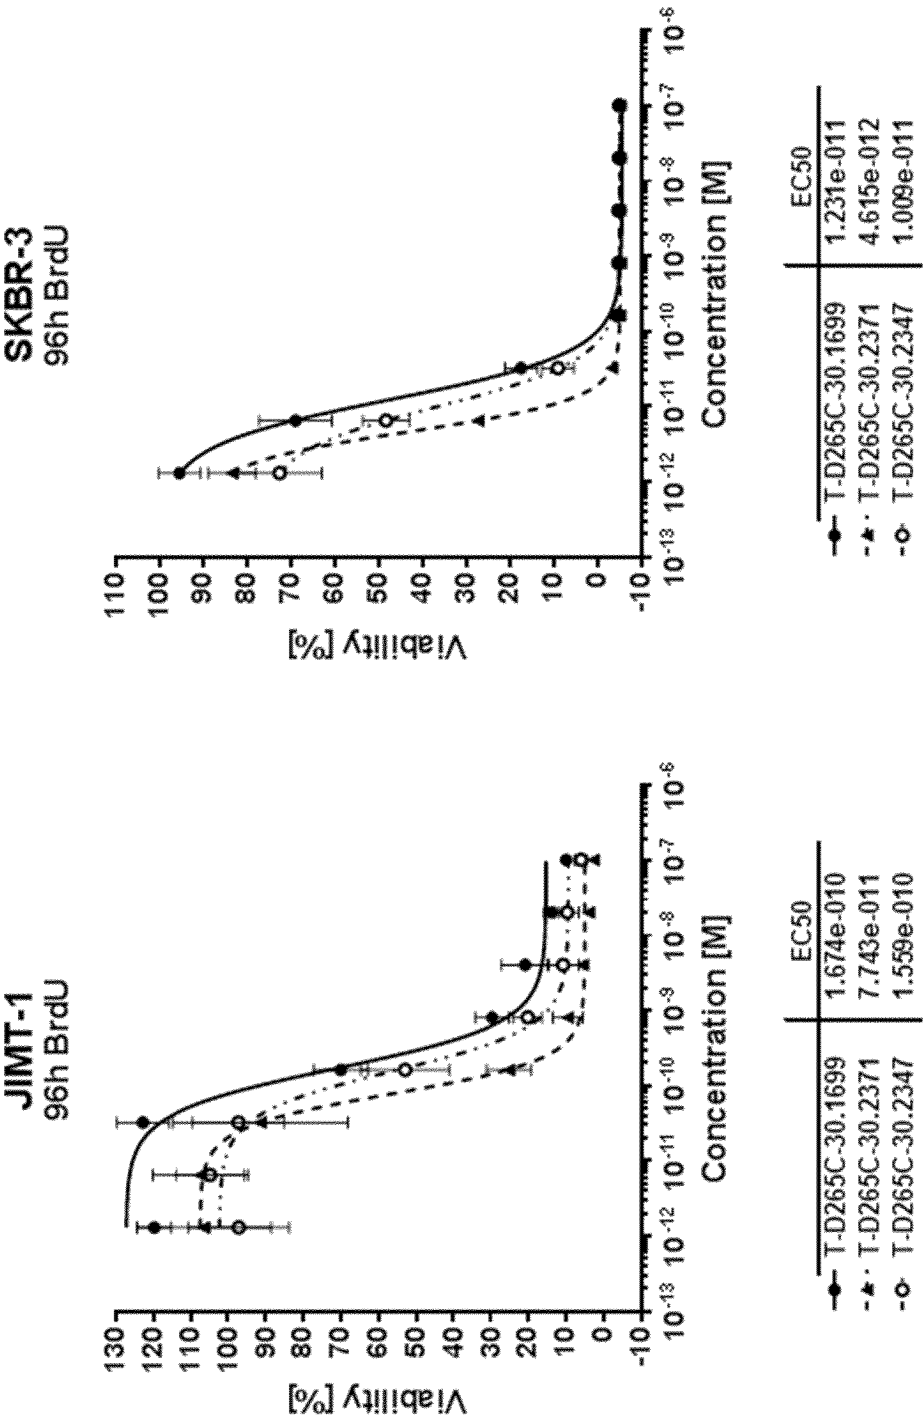 JIMT-1
96h BrdU
Viability [%]
130
120
110
100
90
80
70
60
50
40
30
20
10
0
-10
10-13 10-12 10-11 10-10 10-9 10-8 10-7 10-6
Concentration [M]
EC50
T-D265C-30.1699 1.674e-010
T-D265C-30.2371 7.743e-011
T-D265C-30.2347 1.559e-010
SKBR-3
96h BrdU
Viability [%]
110
100
90
80
70
60
50
40
30
20
10
0
-10
10-13 10-12 10-11 10-10 10-9 10-8 10-7 10-6
Concentration [M]
EC50
T-D265C-30.1699 1.231e-011
T-D265C-30.2371 4.615e-012
T-D265C-30.2347 1.009e-011